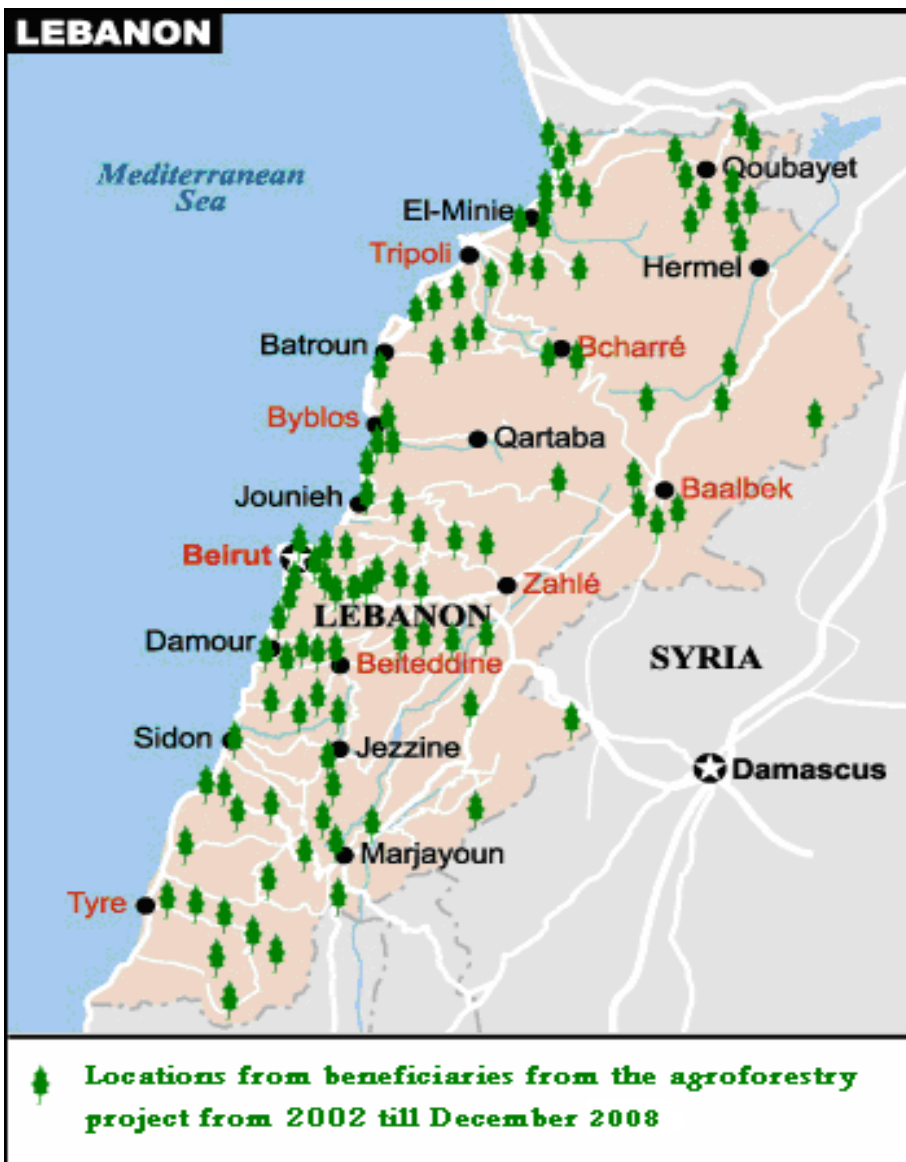 LEBANON
Mediterranean
Sea
Qoubayet
El-Minie
Tripoli
Hermel
Batroun
Bcharré
Byblos
Qartaba
Baalbek
Jounieh
Beirut
Zahlé
LEBANON
Damour
Beiteddine
SYRIA
Sidon
Jezzine
Damascus
Marjayoun
Tyre
Locations from beneficiaries from the agroforestry
project from 2002 till December 2008